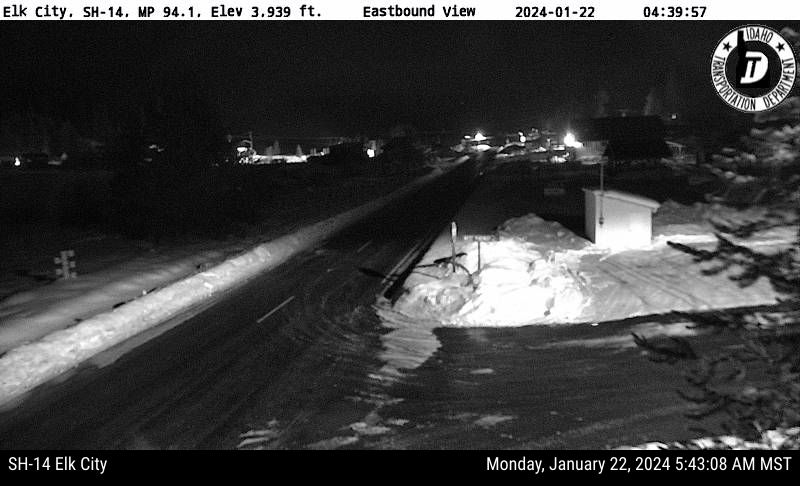 Elk City, SH-14, MP 94.1, Elev 3,939 ft. Eastbound View 2024-01-22 04:39:57
IDAHO
TRANSPORTATION DEPARTMENT
SH-14 Elk City Monday, January 22, 2024 5:43:08 AM MST